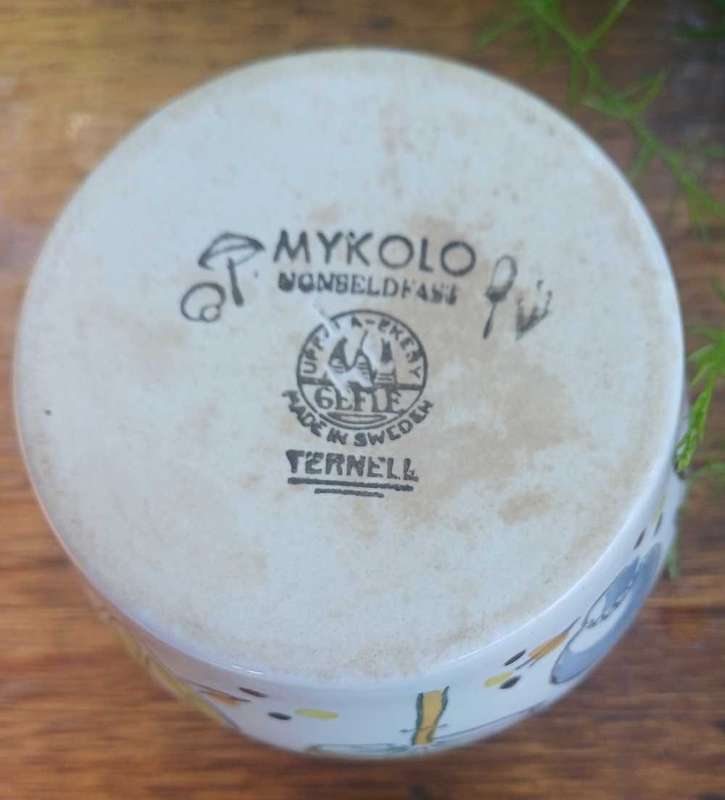 MYKOLO
UGNSELDFAST
UPPSALA-EKEBY
GEFLE
MADE IN SWEDEN
TERNELL